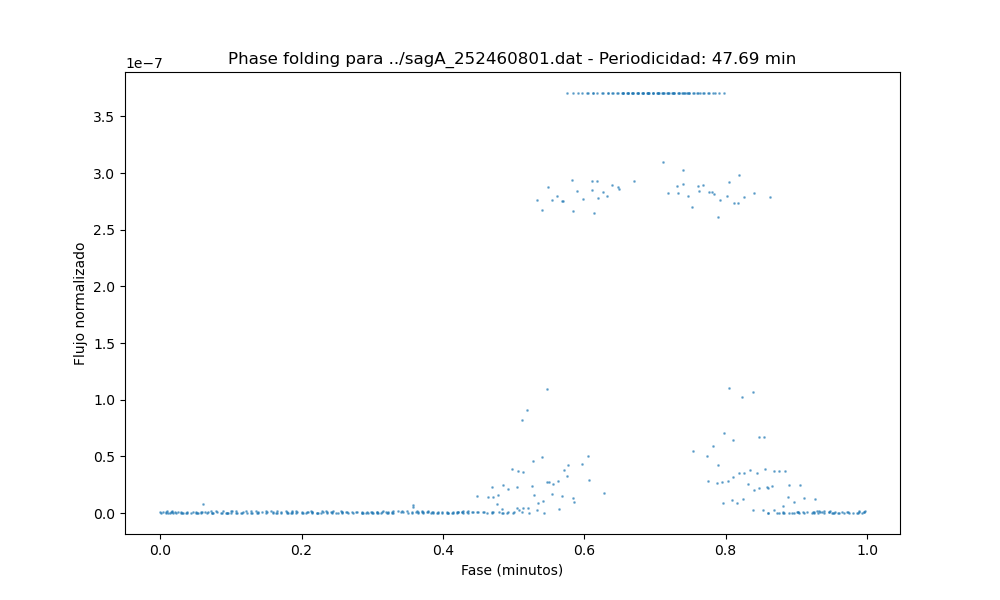 Phase folding para ../sagA_252460801.dat - Periodicidad: 47.69 min
1e−7
3.5
3.0
2.5
2.0
1.5
1.0
0.5
0.0
Flujo normalizado
0.0 0.2 0.4 0.6 0.8 1.0
Fase (minutos)